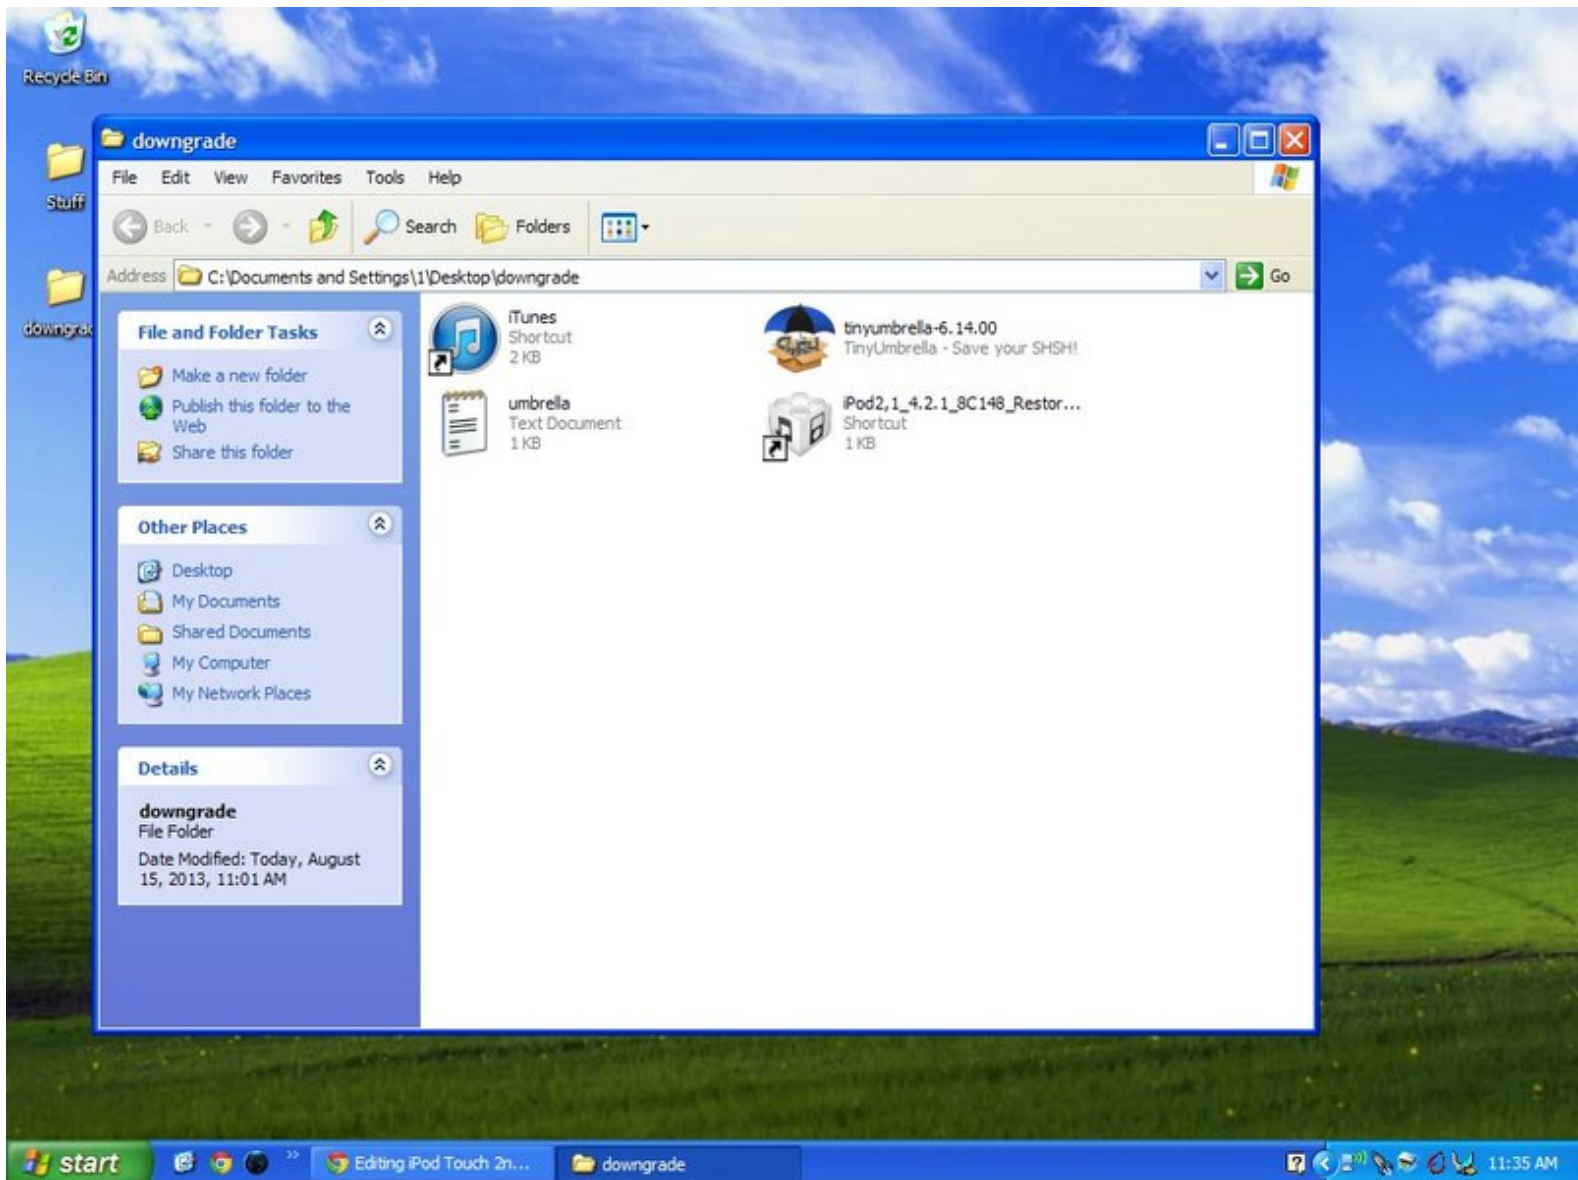 Recycle Bin
Stuff
downgrad
downgrade
File Edit View Favorites Tools Help
Back Search Folders
Address C:\Documents and Settings\1\Desktop\downgrade Go
File and Folder Tasks
Make a new folder
Publish this folder to the
Web
Share this folder
Other Places
Desktop
My Documents
Shared Documents
My Computer
My Network Places
Details
downgrade
File Folder
Date Modified: Today, August
15, 2013, 11:01 AM
iTunes
Shortcut
2 KB
tinyumbrella-6.14.00
TinyUmbrella - Save your SHSH!
umbrella
Text Document
1 KB
iPod2,1_4.2.1_8C148_Restor...
Shortcut
1 KB
start
Editing iPod Touch 2n...
downgrade
11:35 AM